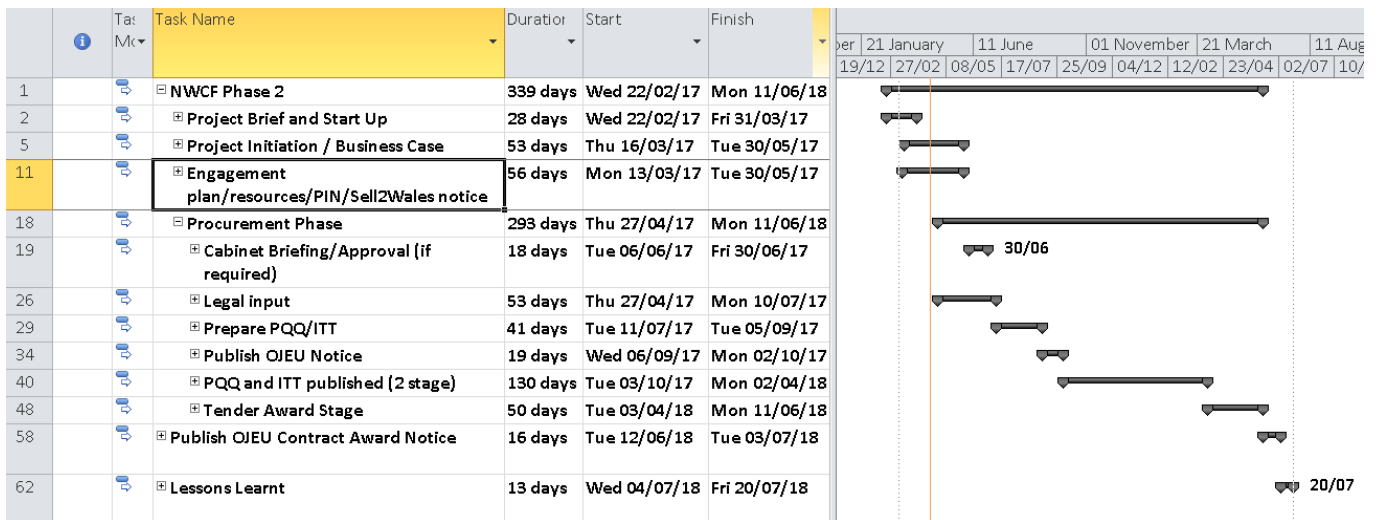 Tas Task Name Duration Start Finish
Mo
ber 21 January 11 June 01 November 21 March 11 Aug
19/12 27/02 08/05 17/07 25/09 04/12 12/02 23/04 02/07 10/
1 NWCF Phase 2 339 days Wed 22/02/17 Mon 11/06/18
2 Project Brief and Start Up 28 days Wed 22/02/17 Fri 31/03/17
5 Project Initiation / Business Case 53 days Thu 16/03/17 Tue 30/05/17
11 Engagement 56 days Mon 13/03/17 Tue 30/05/17
plan/resources/PIN/Sell2Wales notice
18 Procurement Phase 293 days Thu 27/04/17 Mon 11/06/18
19 Cabinet Briefing/Approval (if 18 days Tue 06/06/17 Fri 30/06/17 30/06
required)
26 Legal input 53 days Thu 27/04/17 Mon 10/07/17
29 Prepare PQQ/ITT 41 days Tue 11/07/17 Tue 05/09/17
34 Publish OJEU Notice 19 days Wed 06/09/17 Mon 02/10/17
40 PQQ and ITT published (2 stage) 130 days Tue 03/10/17 Mon 02/04/18
48 Tender Award Stage 50 days Tue 03/04/18 Mon 11/06/18
58 Publish OJEU Contract Award Notice 16 days Tue 12/06/18 Tue 03/07/18
62 Lessons Learnt 13 days Wed 04/07/18 Fri 20/07/18 20/07